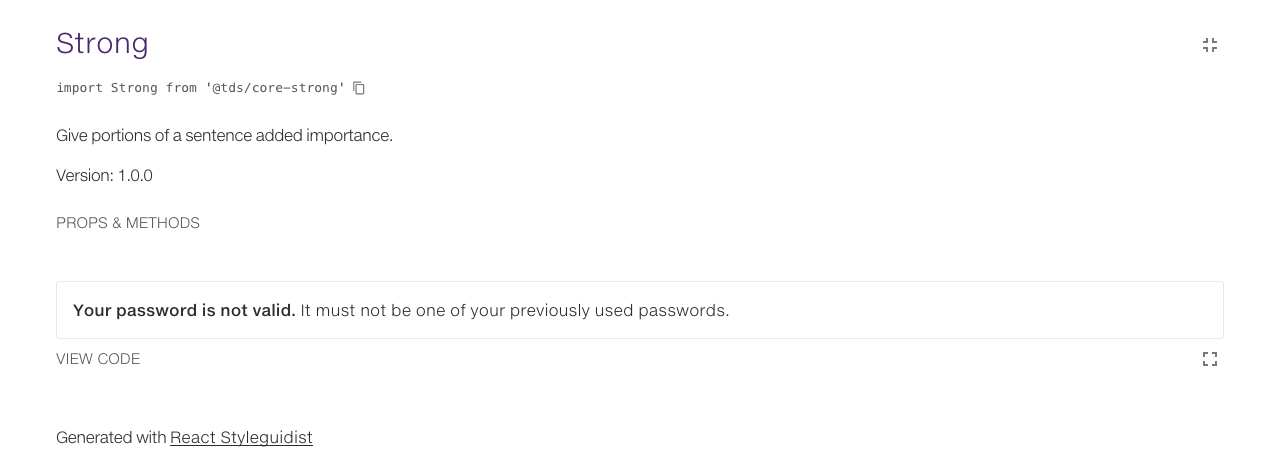 Strong
import Strong from '@tds/core-strong'
Give portions of a sentence added importance.
Version: 1.0.0
PROPS & METHODS
Your password is not valid. It must not be one of your previously used passwords.
VIEW CODE
Generated with React Styleguidist